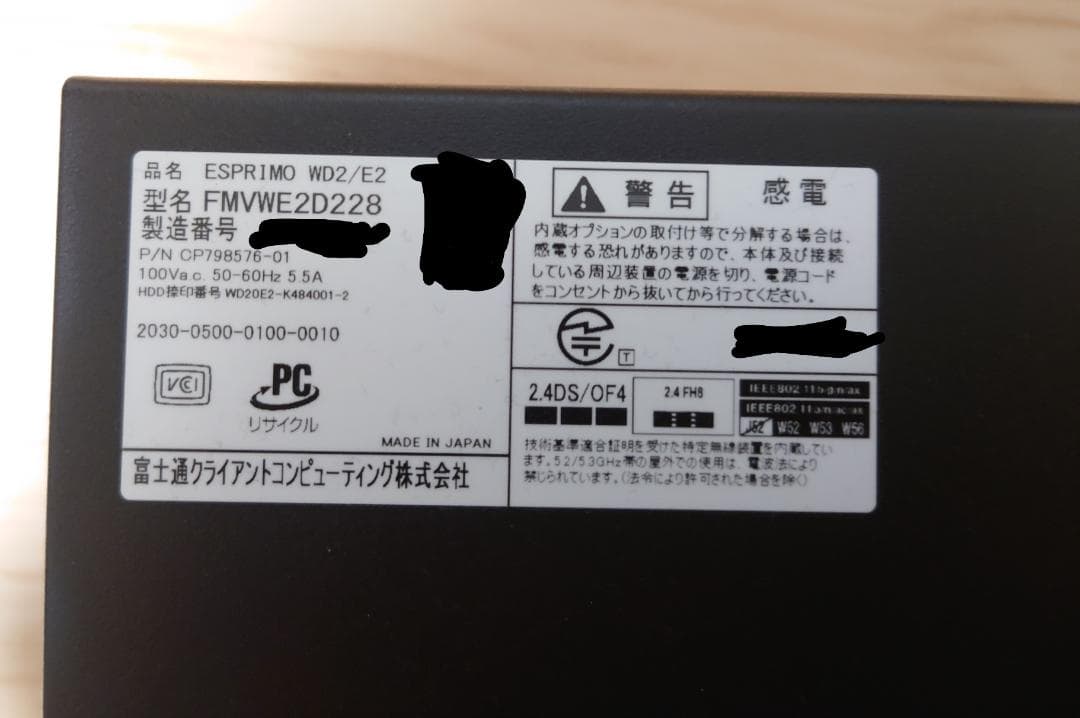 品名 ESPRIMO WD2/E2
型名 FMVWE2D228
製造番号
P/N CP798576-01
100Va.c. 50-60Hz 5.5A
HDD捺印番号 WD20E2-K484001-2
2030-0500-0100-0010
VCCI
PC
リサイクル
MADE IN JAPAN
富士通クライアントコンピューティング株式会社
警告 感電
内蔵オプションの取付け等で分解する場合は、
感電する恐れがありますので、本体及び接続
している周辺装置の電源を切り、電源コード
をコンセントから抜いてから行ってください。
T
2.4DS/OF4
2.4 FH8
IEEE802.11b/g/n/ax
IEEE802.11a/n/ac/ax
J52 W52 W53 W56
技術基準適合証明を受けた特定無線装置を内蔵してい
ます。5.2/5.3GHz帯の屋外での使用は、電波法により
禁じられています。(法令により許可された場合を除く)